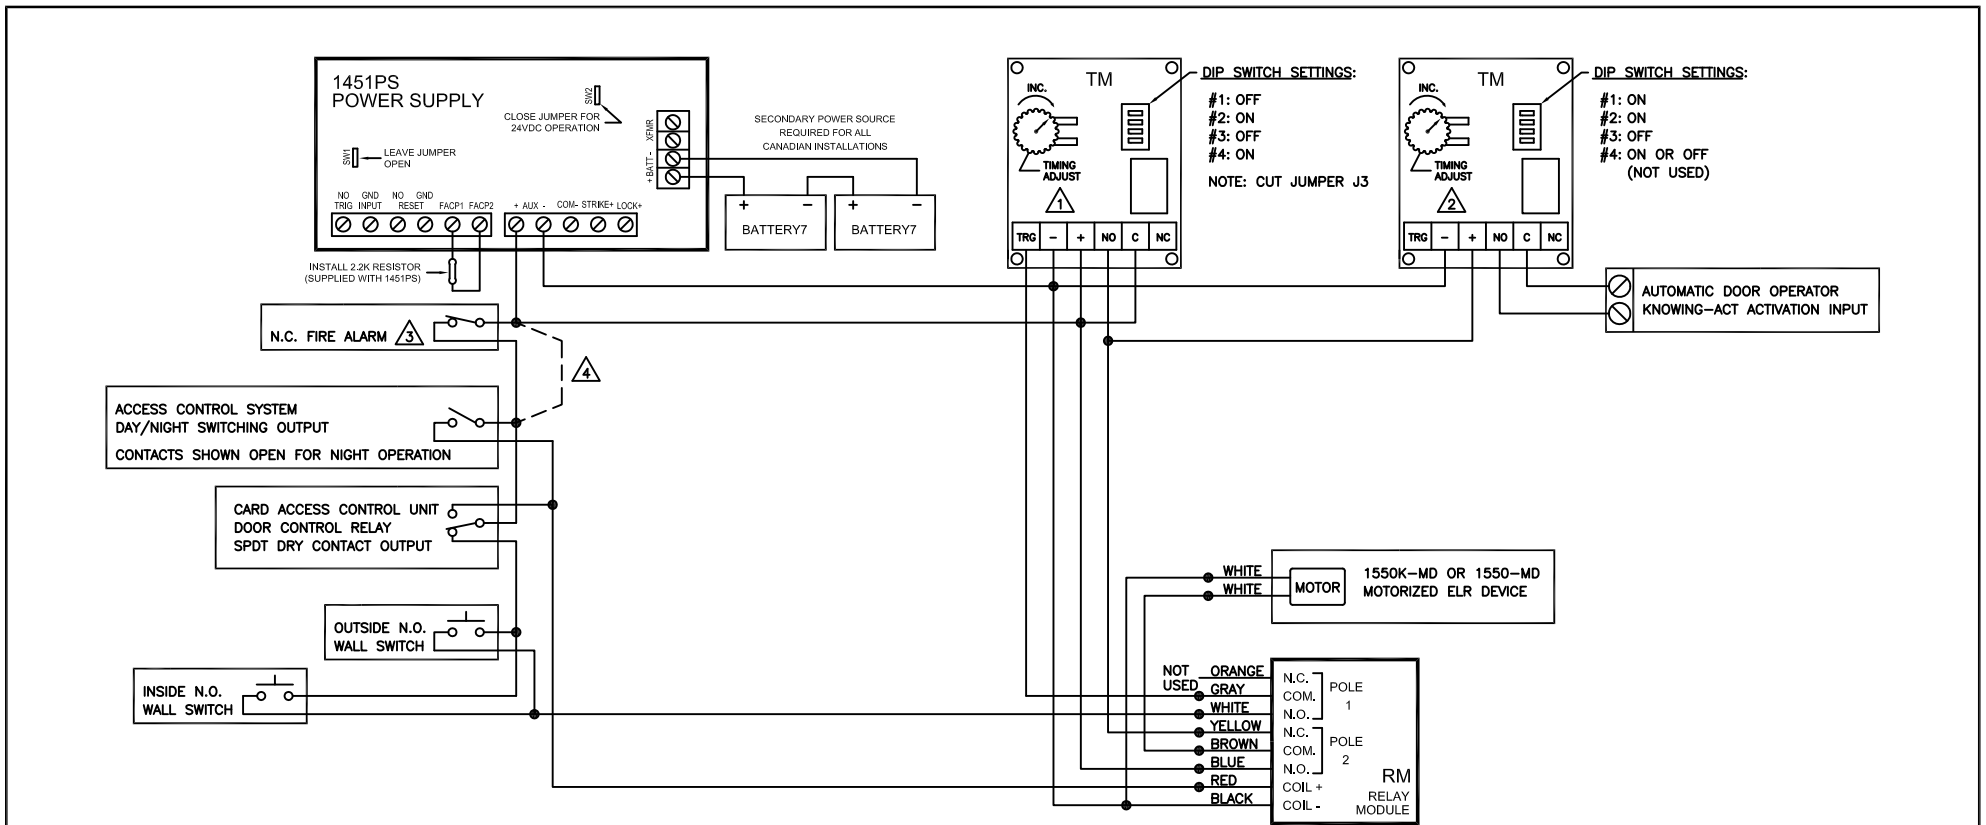 1451PS
POWER SUPPLY
SW2
CLOSE JUMPER FOR
24VDC OPERATION
SW1
LEAVE JUMPER
OPEN
XFMR
+ BATT -
NO GND NO GND
TRIG INPUT RESET FACP1 FACP2
+ AUX - COM- STRIKE+ LOCK+
INSTALL 2.2K RESISTOR
(SUPPLIED WITH 1451PS)
SECONDARY POWER SOURCE
REQUIRED FOR ALL
CANADIAN INSTALLATIONS
+ -
BATTERY7
+ -
BATTERY7
TM
INC.
TIMING
ADJUST
1
TRG - + NO C NC
DIP SWITCH SETTINGS:
#1: OFF
#2: ON
#3: OFF
#4: ON
NOTE: CUT JUMPER J3
TM
INC.
TIMING
ADJUST
2
TRG - + NO C NC
DIP SWITCH SETTINGS:
#1: ON
#2: ON
#3: OFF
#4: ON OR OFF
(NOT USED)
AUTOMATIC DOOR OPERATOR
KNOWING-ACT ACTIVATION INPUT
N.C. FIRE ALARM 3
4
ACCESS CONTROL SYSTEM
DAY/NIGHT SWITCHING OUTPUT
CONTACTS SHOWN OPEN FOR NIGHT OPERATION
CARD ACCESS CONTROL UNIT
DOOR CONTROL RELAY
SPDT DRY CONTACT OUTPUT
OUTSIDE N.O.
WALL SWITCH
INSIDE N.O.
WALL SWITCH
WHITE
WHITE
MOTOR
1550K-MD OR 1550-MD
MOTORIZED ELR DEVICE
NOT
USED
ORANGE
GRAY
WHITE
YELLOW
BROWN
BLUE
RED
BLACK
N.C.
COM.
N.O.
POLE
1
N.C.
COM.
N.O.
POLE
2
COIL +
COIL -
RM
RELAY
MODULE